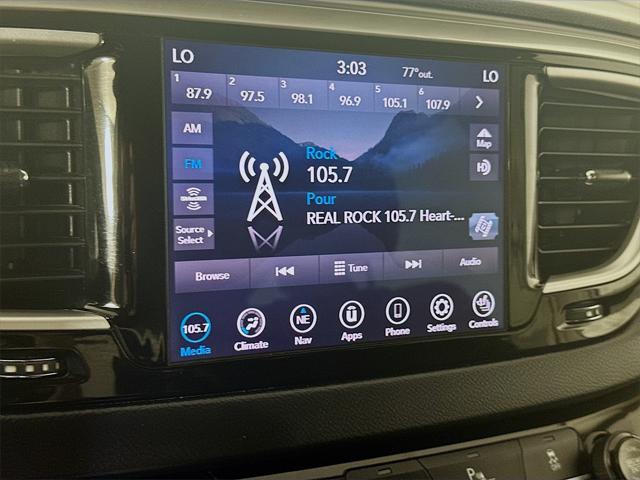 LO 3:03 77°out. LO
1 87.9 2 97.5 3 98.1 4 96.9 5 105.1 6 107.9
AM
FM
Source
Select
Rock
105.7
Pour
REAL ROCK 105.7 Heart-...
Map
HD
Browse Tune Audio
105.7 NE
Media Climate Nav Apps Phone Settings Controls